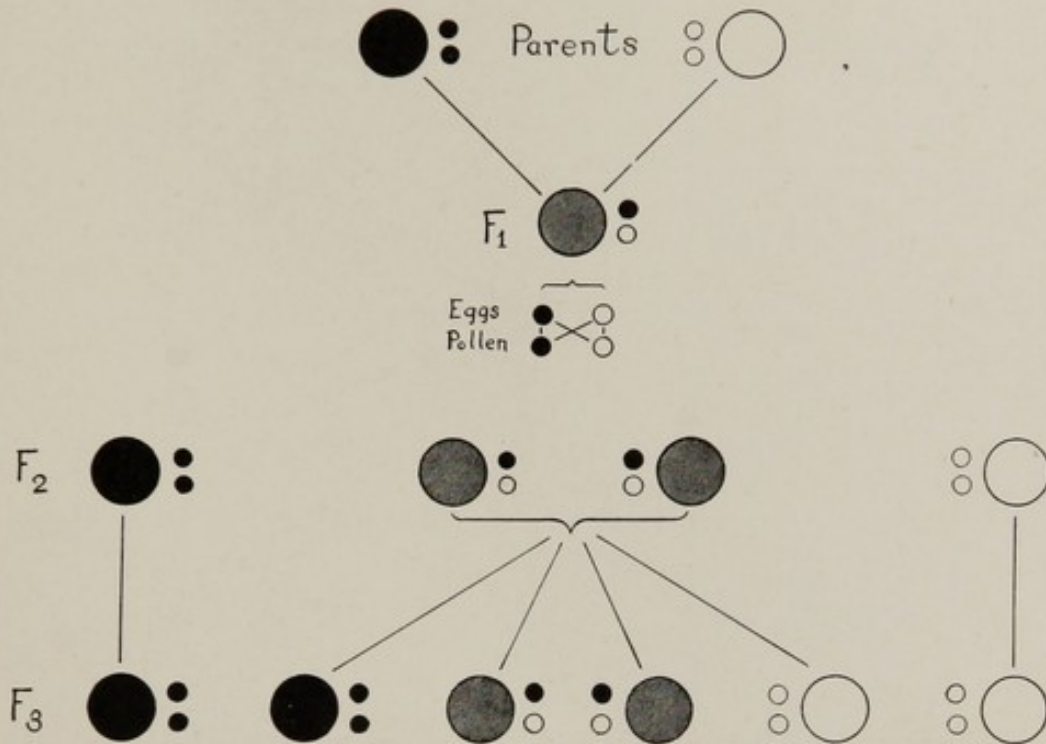 Parents
F₁
Eggs
Pollen
F₂
F₃